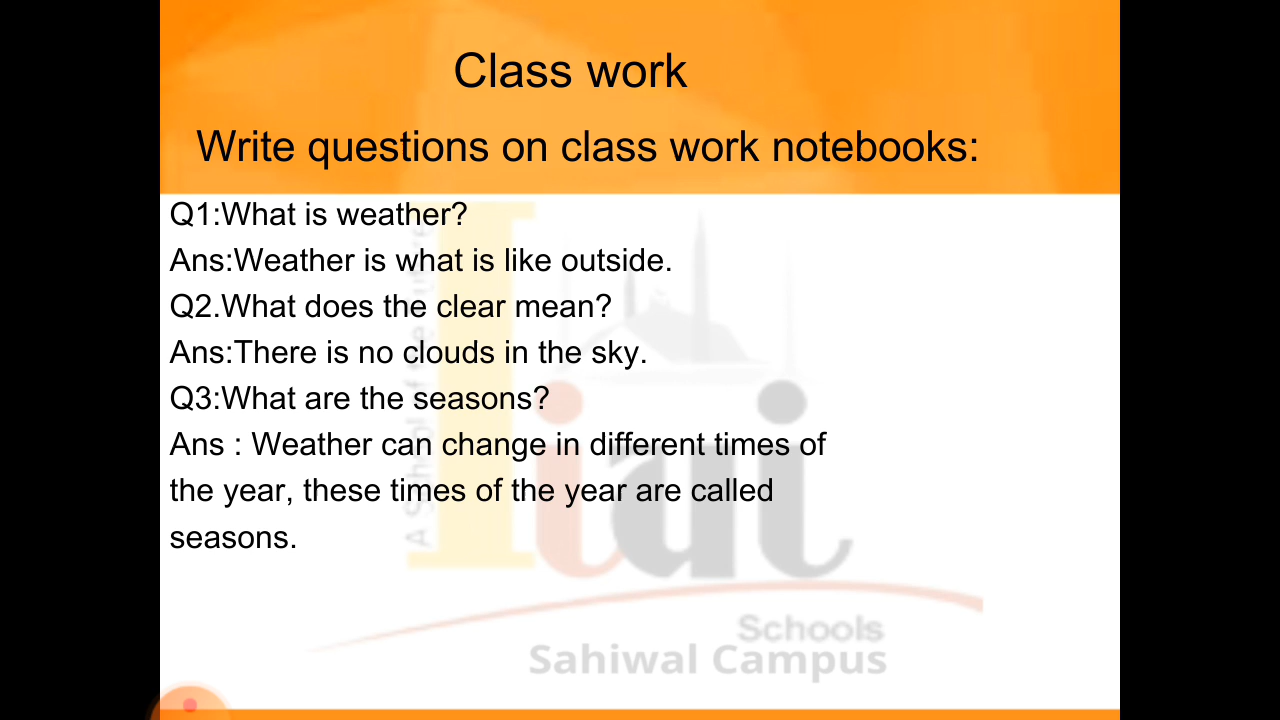 Class work
Write questions on class work notebooks:
Q1:What is weather?
Ans:Weather is what is like outside.
Q2.What does the clear mean?
Ans:There is no clouds in the sky.
Q3:What are the seasons?
Ans : Weather can change in different times of
the year, these times of the year are called
seasons.
Schools
Sahiwal Campus